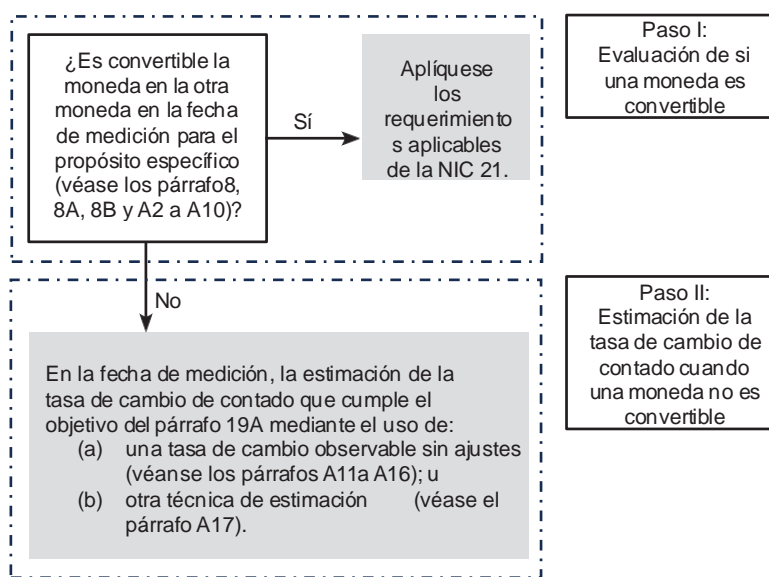 ¿Es convertible la
moneda en la otra
moneda en la fecha
de medición para el
propósito específico
(véase los párrafo8,
8A, 8B y A2 a A10)?
Sí
Aplíquese
los
requerimiento
s aplicables
de la NIC 21.
Paso I:
Evaluación de si
una moneda es
convertible
No
En la fecha de medición, la estimación de la
tasa de cambio de contado que cumple el
objetivo del párrafo 19A mediante el uso de:
(a) una tasa de cambio observable sin ajustes
(véanse los párrafos A11a A16); u
(b) otra técnica de estimación (véase el
párrafo A17).
Paso II:
Estimación de la
tasa de cambio de
contado cuando
una moneda no es
convertible